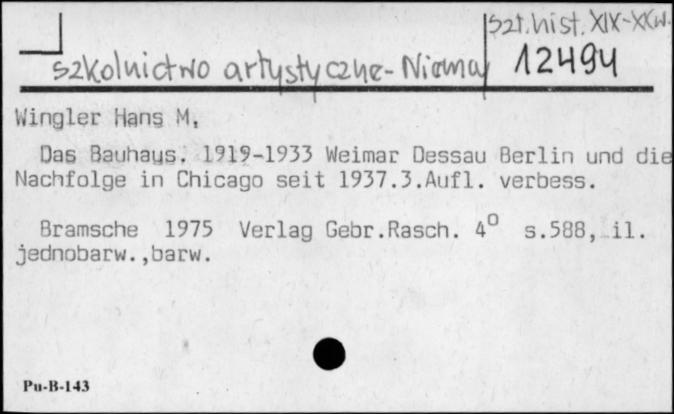 szt.hist. XIX-XXw.
szkolnictwo artystyczne-Niemcy 12494
Wingler Hans M.
Das Bauhaus. 1919-1933 Weimar Dessau Berlin und die
Nachfolge in Chicago seit 1937.3.Aufl. verbess.
Bramsche 1975 Verlag Gebr.Rasch. 4° s.588, il.
jednobarw.,barw.
Pu-B-143